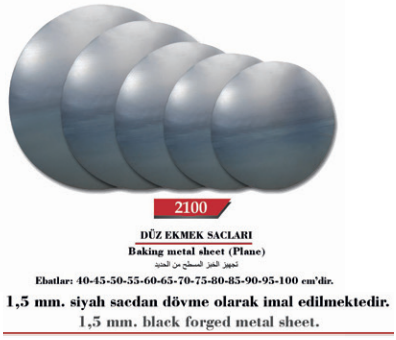 2100
DÜZ EKMEK SACLARI
Baking metal sheet (Plane)
تجهيز الخبز المسطح من الحديد
Ebatlar: 40-45-50-55-60-65-70-75-80-85-90-95-100 cm'dir.
1,5 mm. siyah sacdan dövme olarak imal edilmektedir.
1,5 mm. black forged metal sheet.